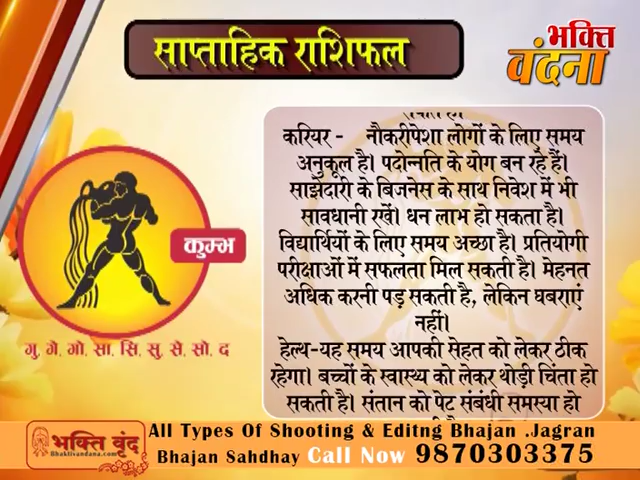 साप्ताहिक राशिफल
भक्ति
वंदना
करियर - नौकरीपेशा लोगों के लिए समय
अनुकूल है। पदोन्नति के योग बन रहे हैं।
साझेदारी के बिजनेस के साथ निवेश में भी
सावधानी रखें। धन लाभ हो सकता है।
विद्यार्थियों के लिए समय अच्छा है। प्रतियोगी
परीक्षाओं में सफलता मिल सकती है। मेहनत
अधिक करनी पड़ सकती है, लेकिन घबराएं
नहीं।
हेल्थ-यह समय आपकी सेहत को लेकर ठीक
रहेगा। बच्चों के स्वास्थ्य को लेकर थोड़ी चिंता हो
सकती है। संतान को पेट संबंधी समस्या हो
कुम्भ
गु, गे, गो, सा, सि, सु, से, सो, द
भक्ति वृंद
Bhaktivandana.com
All Types Of Shooting & Editng Bhajan .Jagran
Bhajan Sahdhay Call Now 9870303375